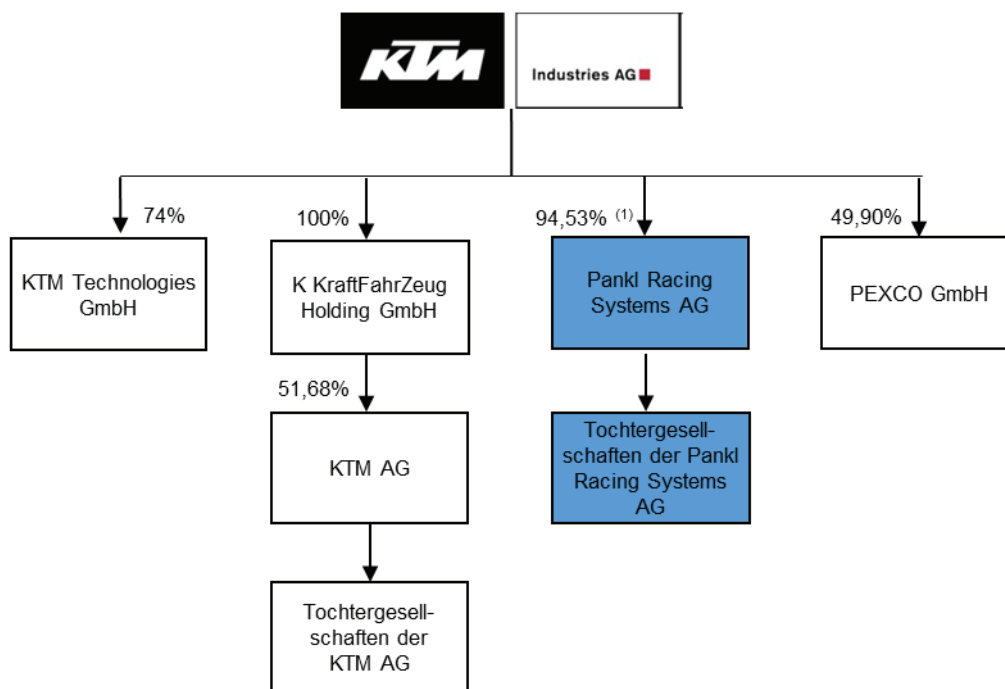 KTM
Industries AG
74%
100%
94,53% (1)
49,90%
KTM Technologies
GmbH
K KraftFahrZeug
Holding GmbH
Pankl Racing
Systems AG
PEXCO GmbH
51,68%
KTM AG
Tochtergesell-
schaften der Pankl
Racing Systems
AG
Tochtergesell-
schaften der
KTM AG